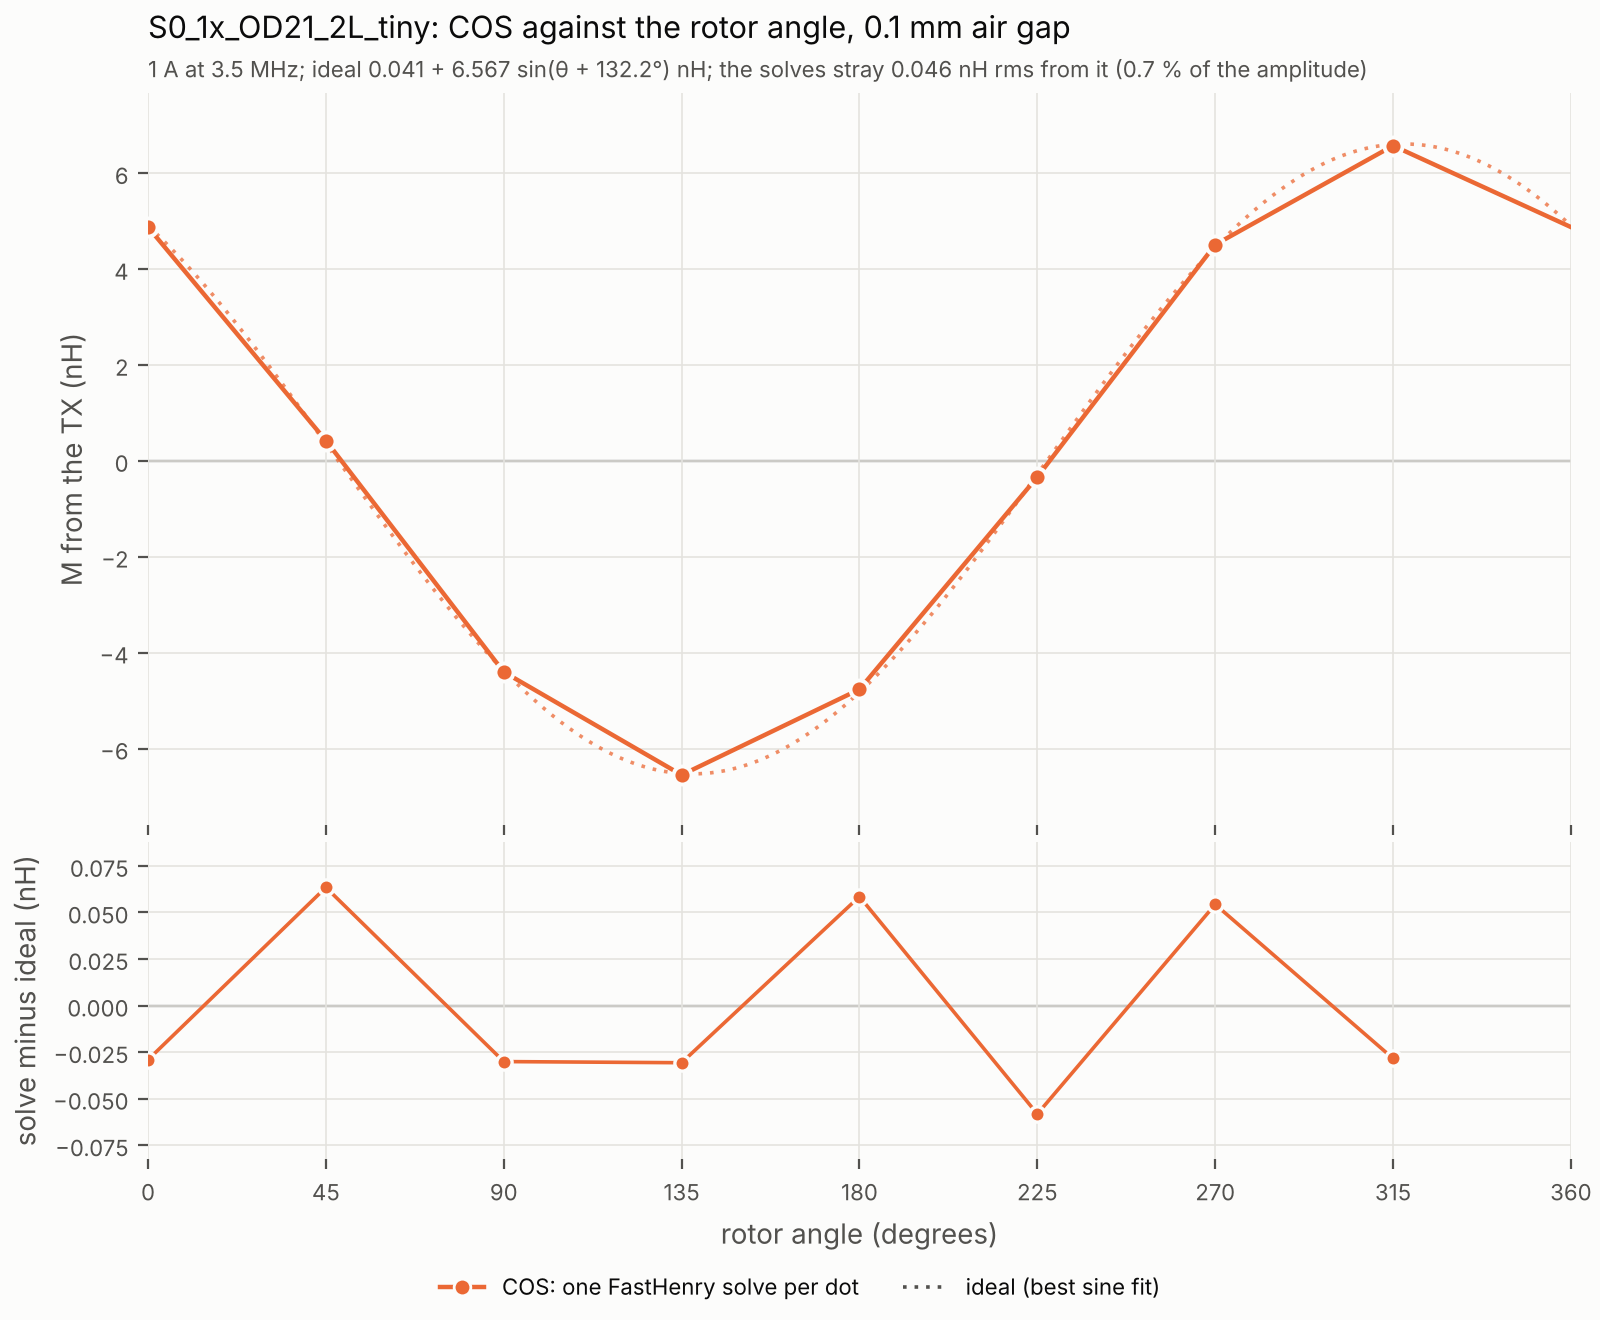 S0_1x_OD21_2L_tiny: COS against the rotor angle, 0.1 mm air gap
1 A at 3.5 MHz; ideal 0.041 + 6.567 sin(θ + 132.2°) nH; the solves stray 0.046 nH rms from it (0.7 % of the amplitude)
M from the TX (nH)
6
4
2
0
−2
−4
−6
solve minus ideal (nH)
0.075
0.050
0.025
0.000
−0.025
−0.050
−0.075
0 45 90 135 180 225 270 315 360
rotor angle (degrees)
COS: one FastHenry solve per dot ideal (best sine fit)